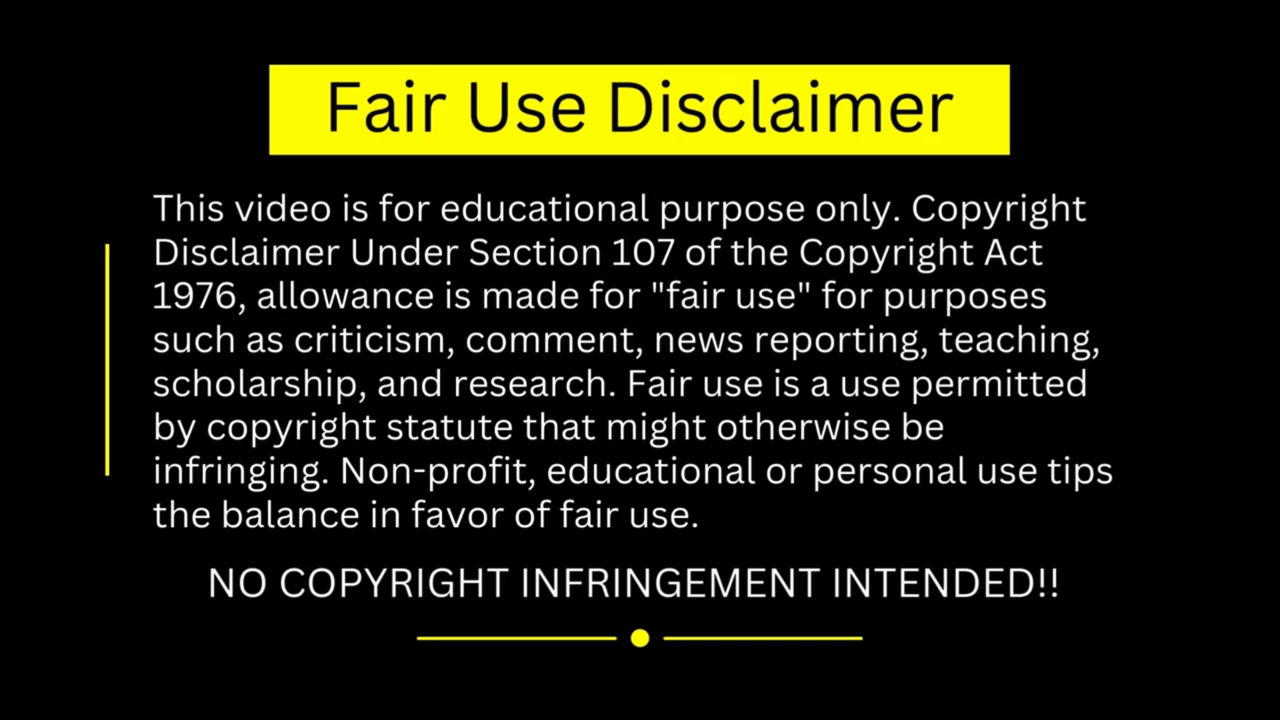 Fair Use Disclaimer
This video is for educational purpose only. Copyright
Disclaimer Under Section 107 of the Copyright Act
1976, allowance is made for "fair use" for purposes
such as criticism, comment, news reporting, teaching,
scholarship, and research. Fair use is a use permitted
by copyright statute that might otherwise be
infringing. Non-profit, educational or personal use tips
the balance in favor of fair use.
NO COPYRIGHT INFRINGEMENT INTENDED!!